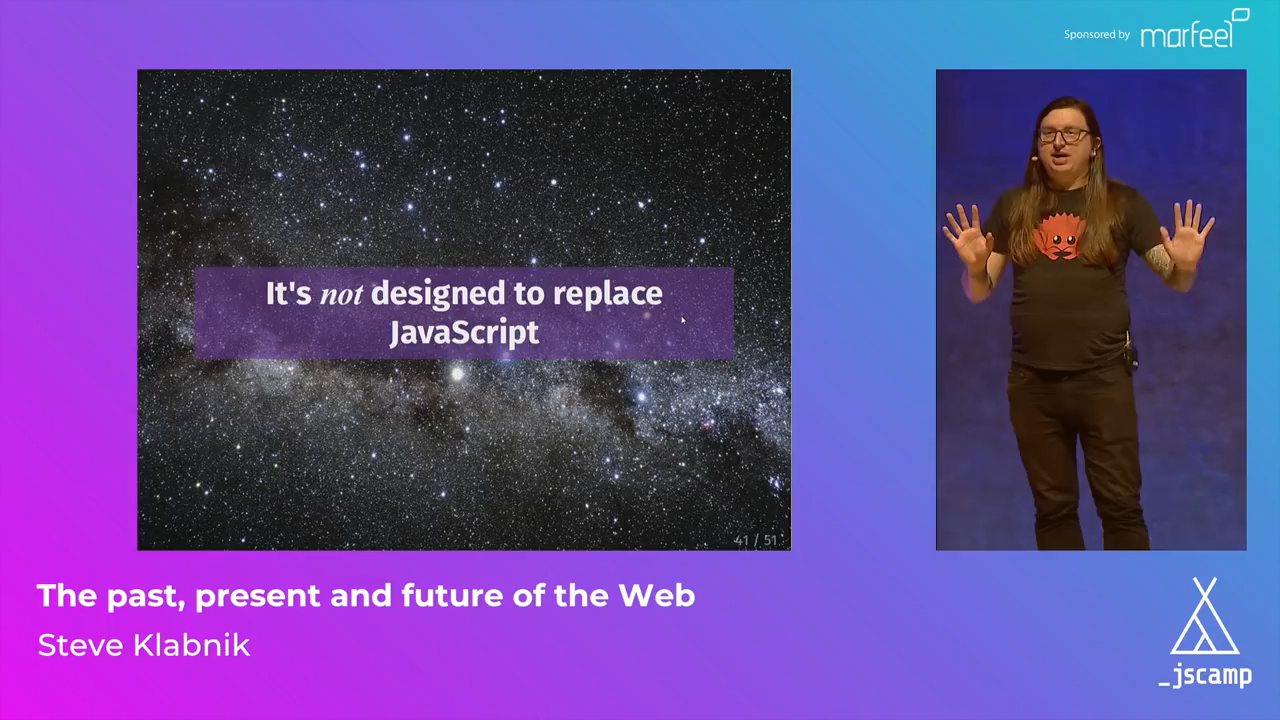 Sponsored by marfeel
It's not designed to replace
JavaScript
41 / 51
The past, present and future of the Web
Steve Klabnik
_jscamp